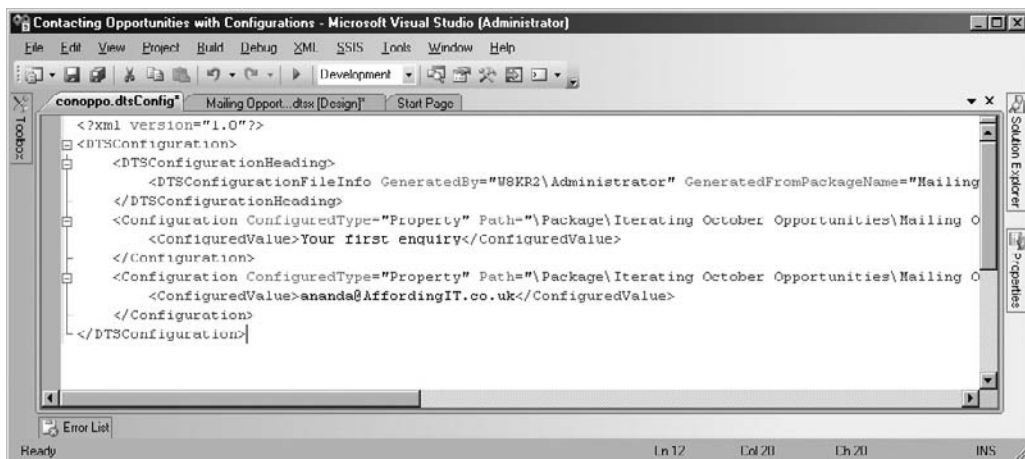 Contacting Opportunities with Configurations - Microsoft Visual Studio (Administrator)
File Edit View Project Build Debug XML SSIS Tools Window Help
Development
conoppo.dtsConfig* Mailing Opport...dtsx [Design]* Start Page
Toolbox
<?xml version="1.0"?>
<DTSConfiguration>
<DTSConfigurationHeading>
<DTSConfigurationFileInfo GeneratedBy="W8KR2\Administrator" GeneratedFromPackageName="Mailing
</DTSConfigurationHeading>
<Configuration ConfiguredType="Property" Path="\Package\Iterating October Opportunities\Mailing O
<ConfiguredValue>Your first enquiry</ConfiguredValue>
</Configuration>
<Configuration ConfiguredType="Property" Path="\Package\Iterating October Opportunities\Mailing O
<ConfiguredValue>ananda@AffordingIT.co.uk</ConfiguredValue>
</Configuration>
</DTSConfiguration>
Solution Explorer
Properties
Error List
Ready Ln 12 Col 20 Ch 20 INS